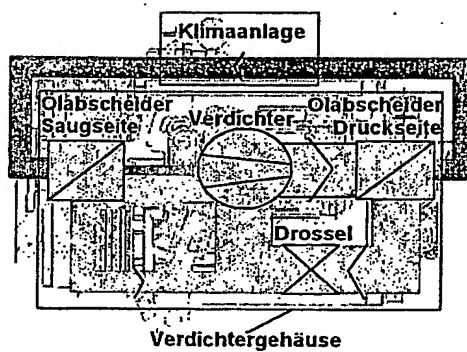 Klimaanlage
Ölabscheider
Saugseite
Verdichter
Ölabscheider
Druckseite
Drossel
Verdichtergehäuse